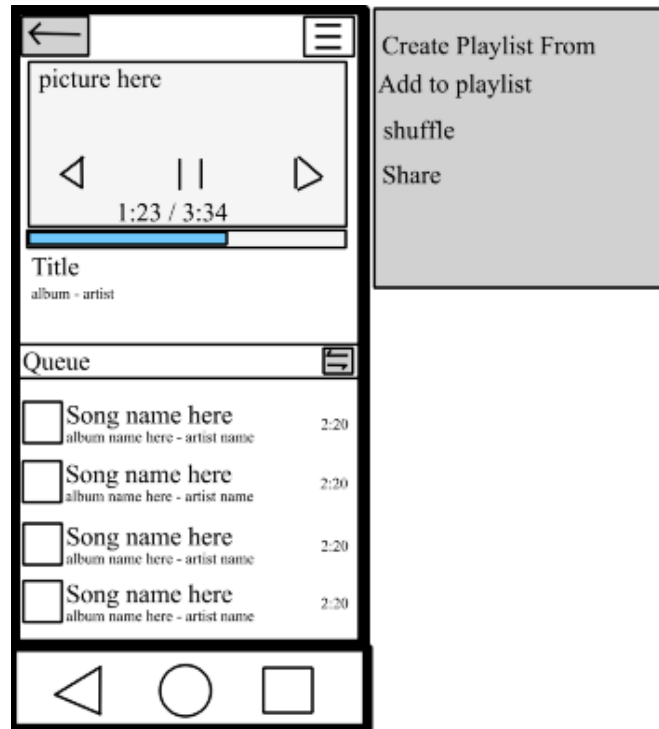 picture here
1:23 / 3:34
Title
album - artist
Queue
Song name here
album name here - artist name
2:20
Song name here
album name here - artist name
2:20
Song name here
album name here - artist name
2:20
Song name here
album name here - artist name
2:20
Create Playlist From
Add to playlist
shuffle
Share